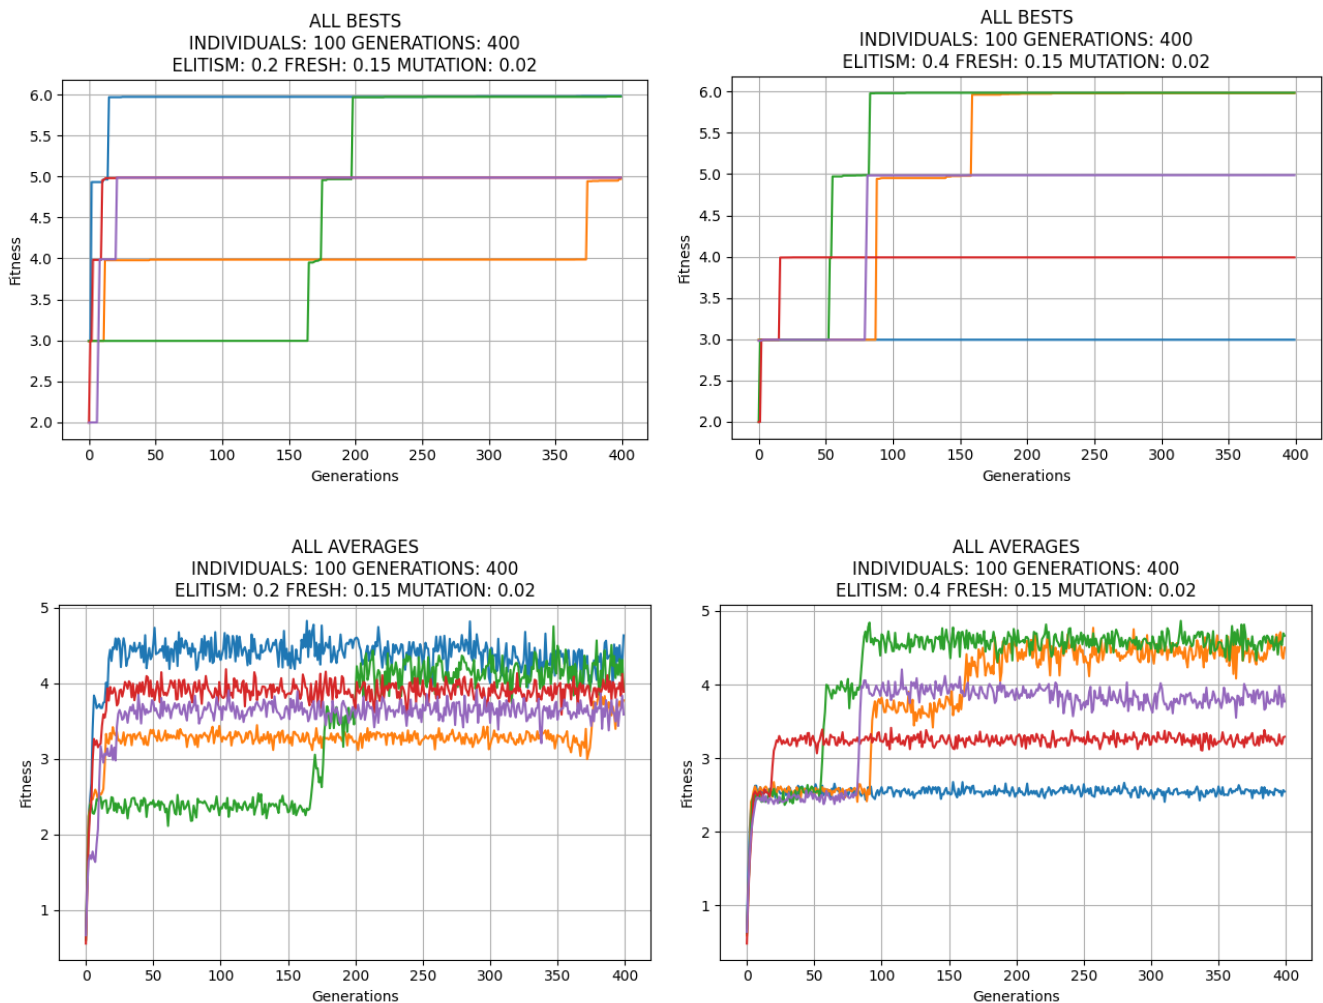 ALL BESTS
INDIVIDUALS: 100 GENERATIONS: 400
ELITISM: 0.2 FRESH: 0.15 MUTATION: 0.02
6.0
5.5
5.0
4.5
4.0
3.5
3.0
2.5
2.0
Fitness
0 50 100 150 200 250 300 350 400
Generations
ALL BESTS
INDIVIDUALS: 100 GENERATIONS: 400
ELITISM: 0.4 FRESH: 0.15 MUTATION: 0.02
6.0
5.5
5.0
4.5
4.0
3.5
3.0
2.5
2.0
Fitness
0 50 100 150 200 250 300 350 400
Generations
ALL AVERAGES
INDIVIDUALS: 100 GENERATIONS: 400
ELITISM: 0.2 FRESH: 0.15 MUTATION: 0.02
5
4
3
2
1
Fitness
0 50 100 150 200 250 300 350 400
Generations
ALL AVERAGES
INDIVIDUALS: 100 GENERATIONS: 400
ELITISM: 0.4 FRESH: 0.15 MUTATION: 0.02
5
4
3
2
1
Fitness
0 50 100 150 200 250 300 350 400
Generations